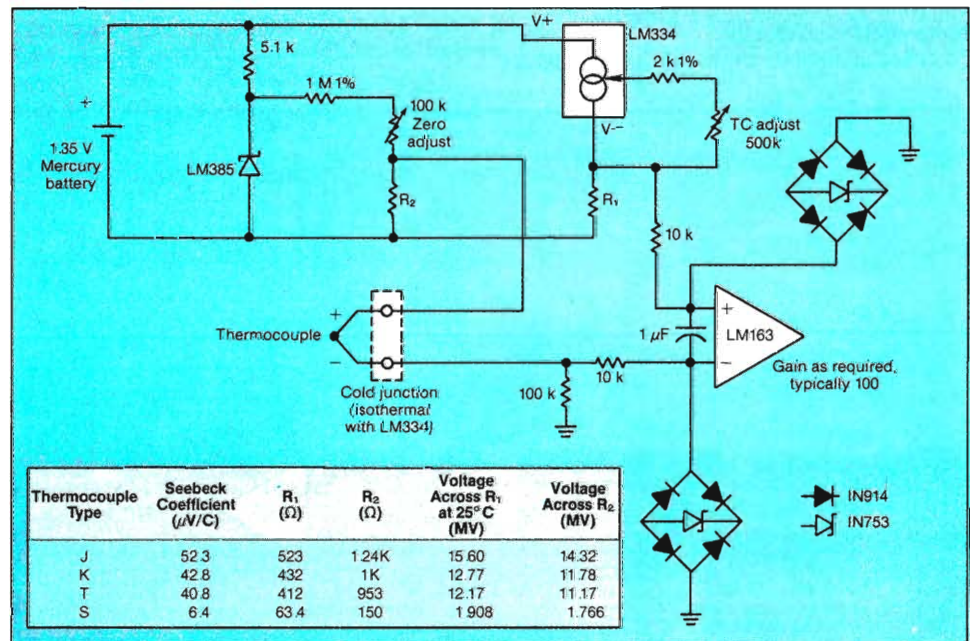 V+
LM334
5.1 k
1 M 1%
2 k 1%
+
100 k
Zero
adjust
V-
TC adjust
500k
1.35 V
Mercury
battery
LM385
R2
R1
10 k
+
Thermocouple
-
Cold junction
(isothermal
with LM334)
1 µF
+
LM163
-
10 k
100 k
Gain as required,
typically 100
IN914
IN753
Thermocouple
Type
Seebeck
Coefficient
(µV/C)
R1
(Ω)
R2
(Ω)
Voltage
Across R1
at 25° C
(MV)
Voltage
Across R2
(MV)
J 52.3 523 1.24K 15.60 14.32
K 42.8 432 1K 12.77 11.78
T 40.8 412 953 12.17 11.17
S 6.4 63.4 150 1.908 1.766